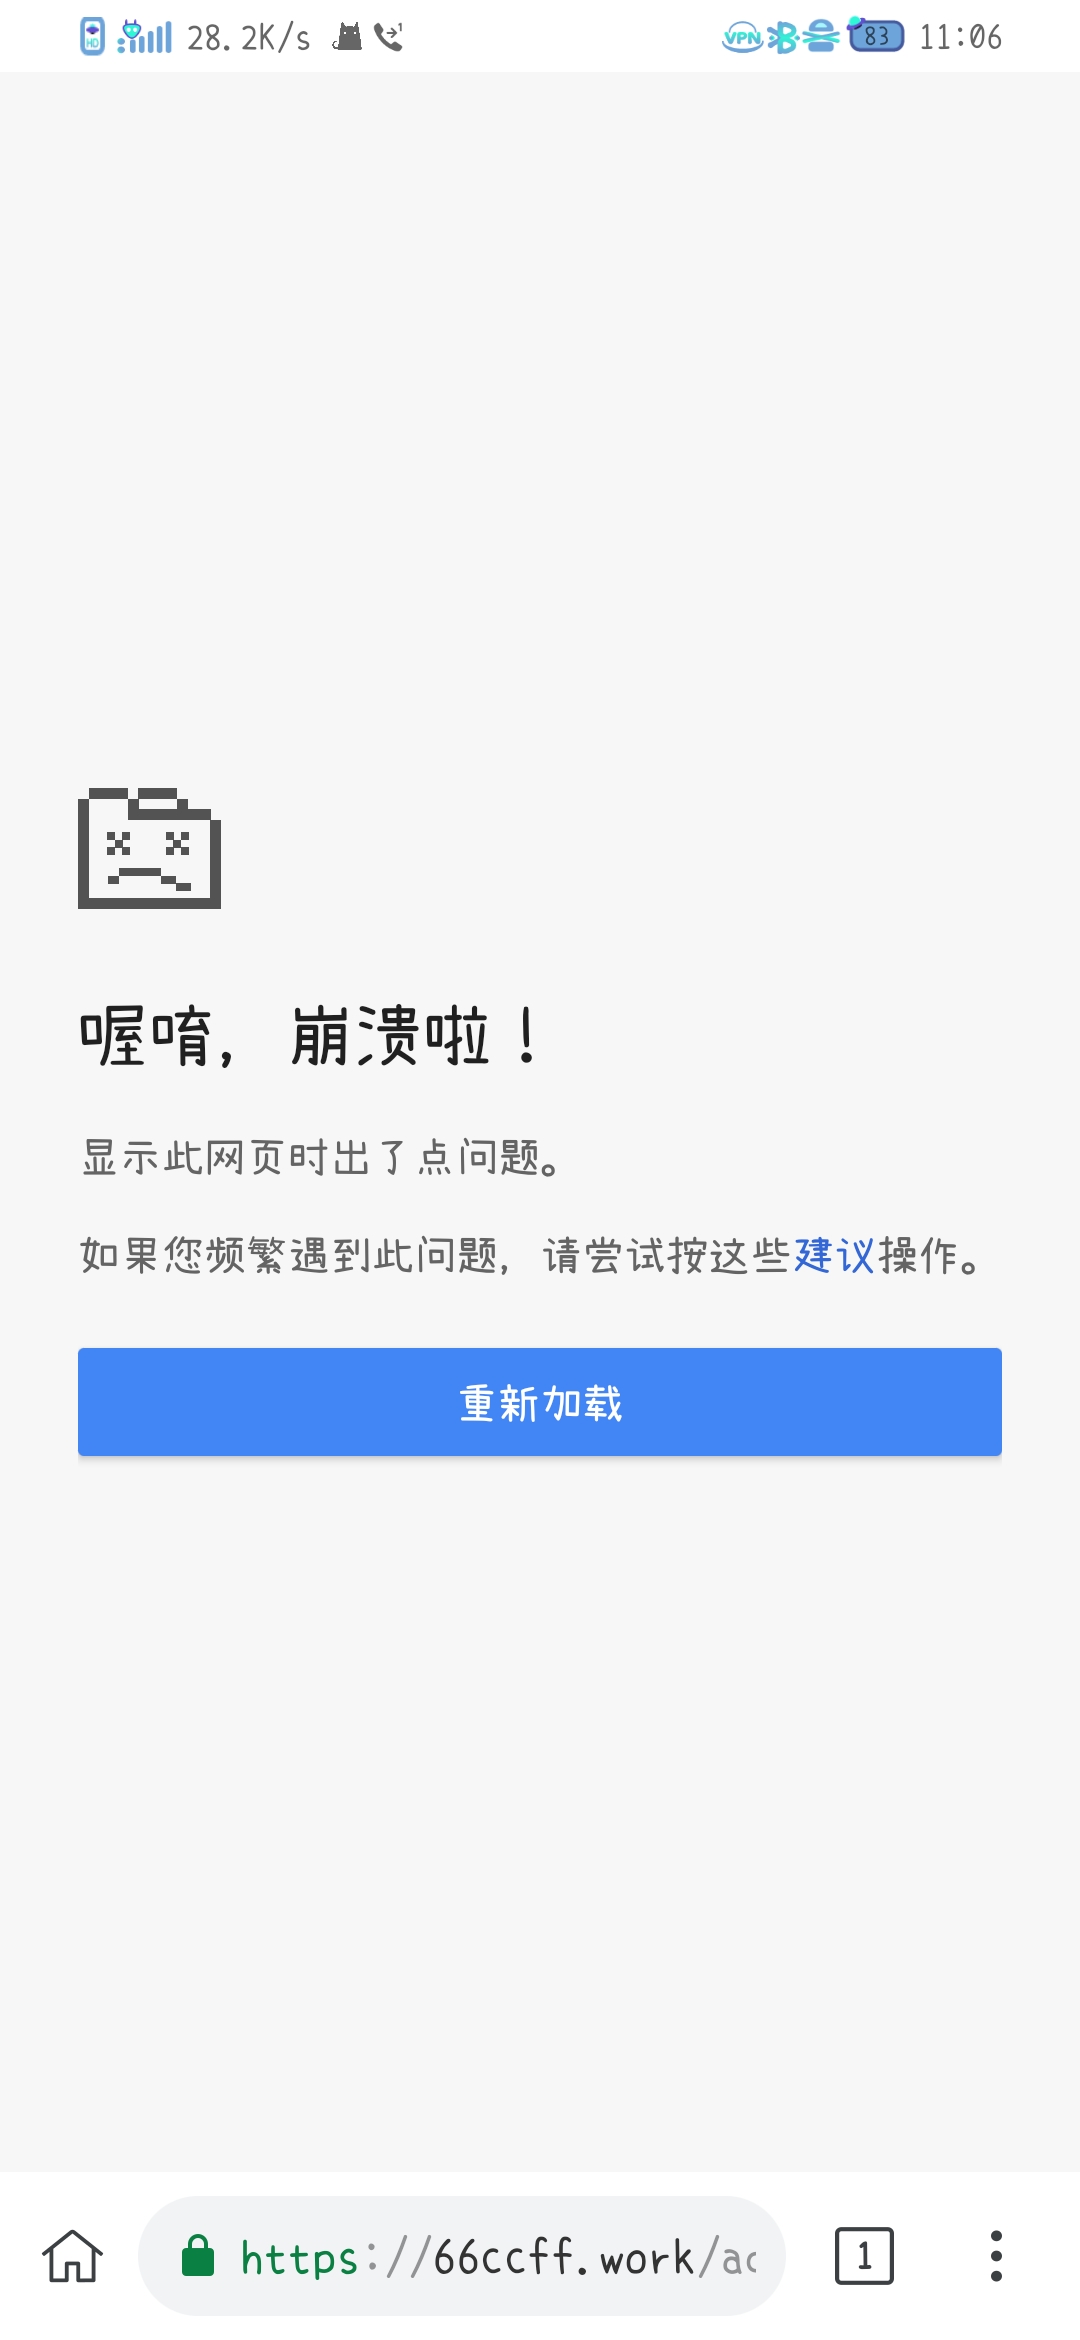 HD 28.2K/s 1 VPN 83 11:06
喔唷，崩溃啦！
显示此网页时出了点问题。
如果您频繁遇到此问题，请尝试按这些建议操作。
重新加载
https://66ccff.work/ac 1